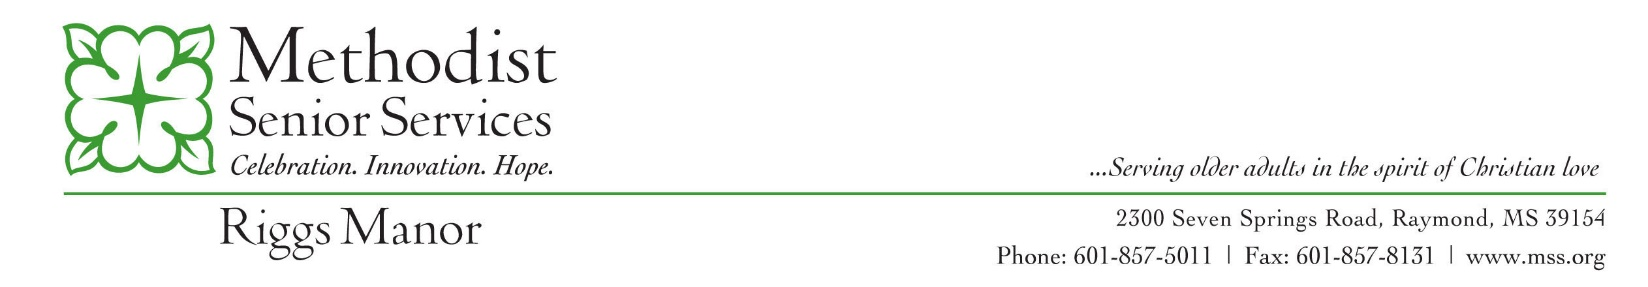 Methodist
Senior Services
Celebration. Innovation. Hope.
...Serving older adults in the spirit of Christian love
Riggs Manor
2300 Seven Springs Road, Raymond, MS 39154
Phone: 601-857-5011 | Fax: 601-857-8131 | www.mss.org